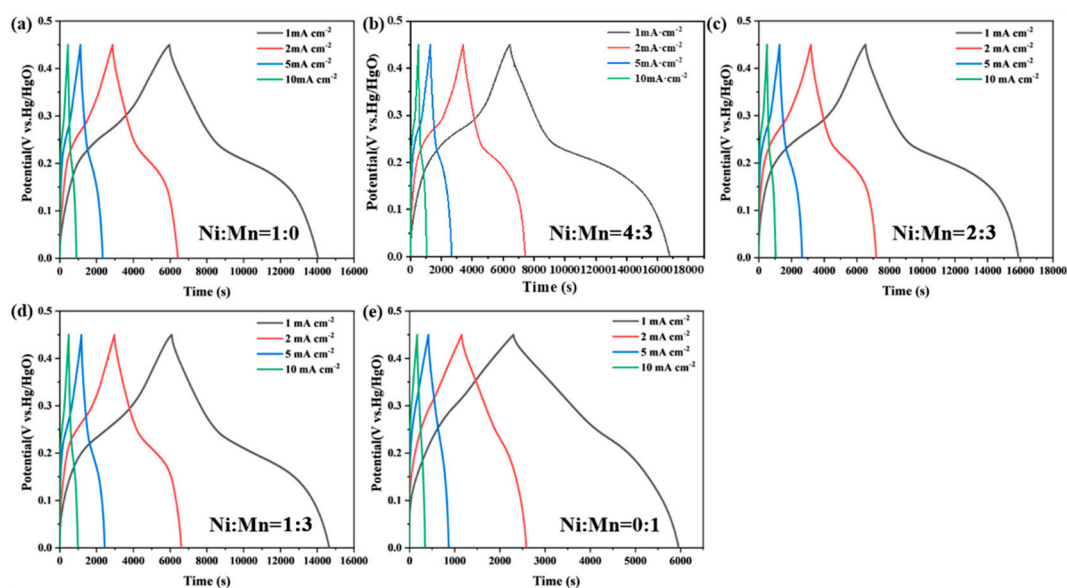 (a)
Potential(V vs.Hg/HgO)
0.5
0.4
0.3
0.2
0.1
0.0
1mA cm-2
2mA cm-2
5mA cm-2
10mA cm-2
Ni:Mn=1:0
0 2000 4000 6000 8000 10000 12000 14000 16000
Time (s)
(b)
Potential(V vs.Hg/HgO)
0.5
0.4
0.3
0.2
0.1
0.0
1mA·cm-2
2mA·cm-2
5mA·cm-2
10mA·cm-2
Ni:Mn=4:3
0 2000 4000 6000 8000 10000 12000 14000 16000 18000
Time (s)
(c)
Potential(V vs.Hg/HgO)
0.5
0.4
0.3
0.2
0.1
0.0
1 mA cm-2
2 mA cm-2
5 mA cm-2
10 mA cm-2
Ni:Mn=2:3
0 2000 4000 6000 8000 10000 12000 14000 16000 18000
Time (s)
(d)
Potential(V vs.Hg/HgO)
0.5
0.4
0.3
0.2
0.1
0.0
1 mA cm-2
2 mA cm-2
5 mA cm-2
10 mA cm-2
Ni:Mn=1:3
0 2000 4000 6000 8000 10000 12000 14000 16000
Time (s)
(e)
Potential(V vs.Hg/HgO)
0.5
0.4
0.3
0.2
0.1
0.0
1 mA cm-2
2 mA cm-2
5 mA cm-2
10 mA cm-2
Ni:Mn=0:1
0 1000 2000 3000 4000 5000 6000
Time (s)